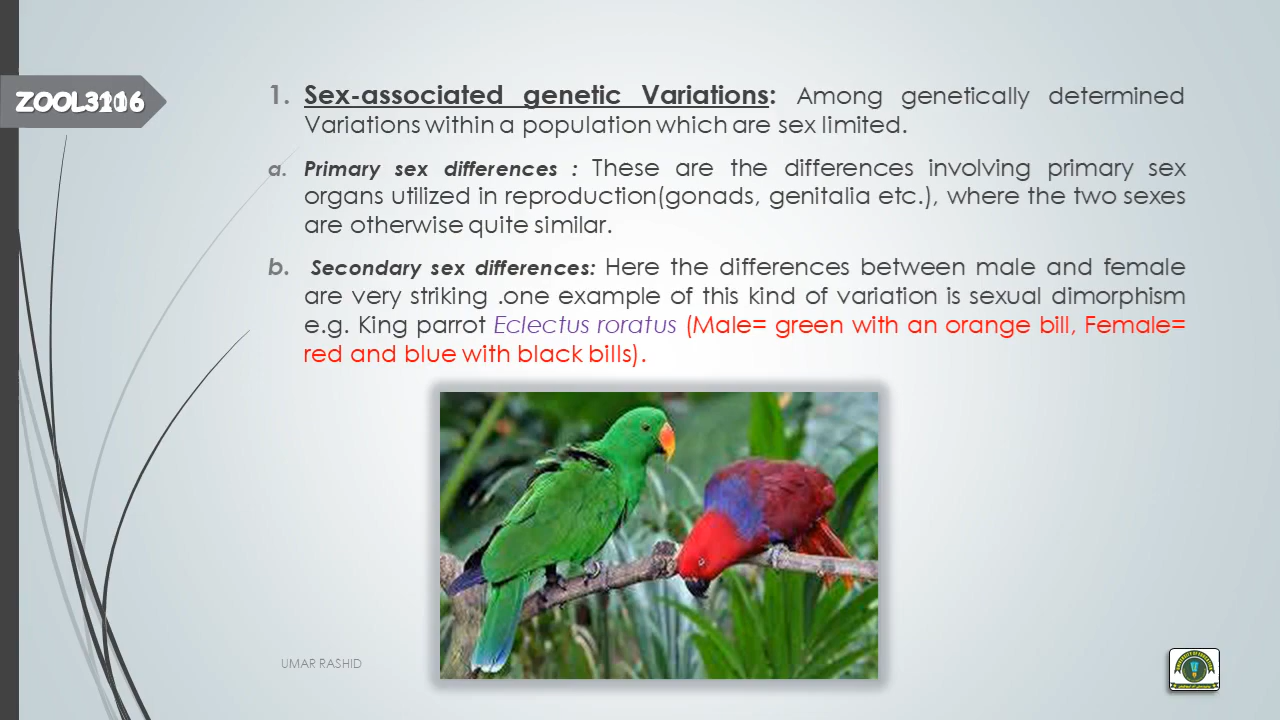 1. Sex-associated genetic Variations: Among genetically determined
Variations within a population which are sex limited.
a. Primary sex differences : These are the differences involving primary sex
organs utilized in reproduction(gonads, genitalia etc.), where the two sexes
are otherwise quite similar.
b. Secondary sex differences: Here the differences between male and female
are very striking .one example of this kind of variation is sexual dimorphism
e.g. King parrot Eclectus roratus (Male= green with an orange bill, Female=
red and blue with black bills).
UMAR RASHID